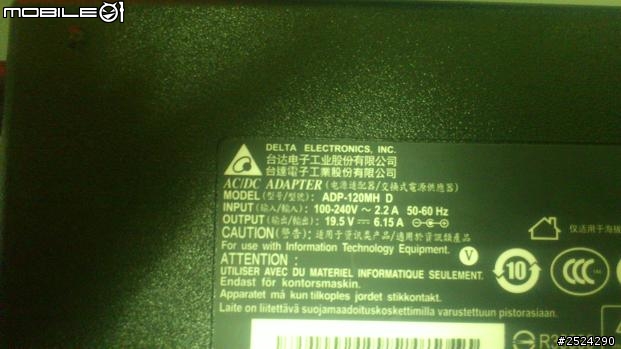 MOBILE01
DELTA ELECTRONICS, INC.
台达电子工业股份有限公司
台達電子工業股份有限公司
AC/DC ADAPTER (电源适配器/交換式電源供應器)
MODEL (型号/型號): ADP-120MH D
INPUT (输入/輸入): 100-240V ～ 2.2 A 50-60 Hz
OUTPUT (输出/輸出): 19.5 V ⎓ 6.15 A
CAUTION (警告): 适用于资讯类产品/適用於資訊類產品
For use with Information Technology Equipment.
V
ATTENTION :
UTILISER AVEC DU MATERIEL INFORMATIQUE SEULEMENT.
Endast för kontorsmaskin.
Apparatet må kun tilkoples jordet stikkontakt.
Laite on liitettävä suojamaadoituskoskettimilla varustettuun pistorasiaan.
仅适用于海拔
10
CCC
#2524290